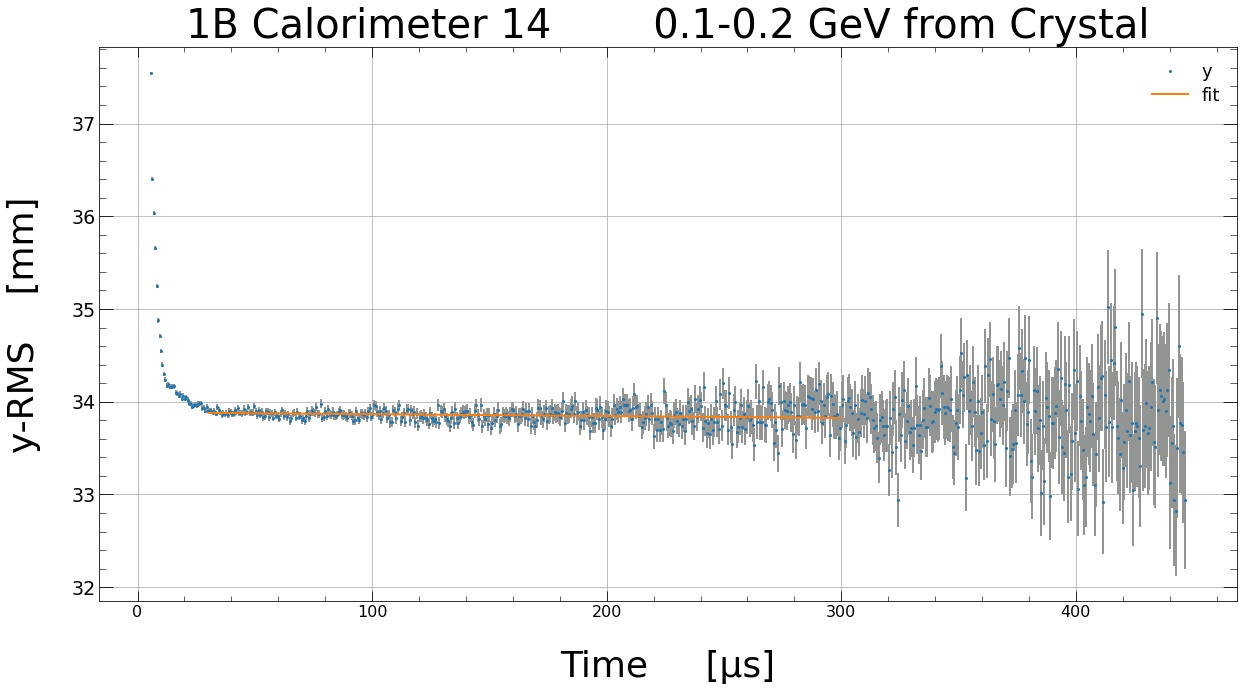 1B Calorimeter 14 0.1-0.2 GeV from Crystal
y
fit
y-RMS [mm]
37
36
35
34
33
32
0 100 200 300 400
Time [µs]